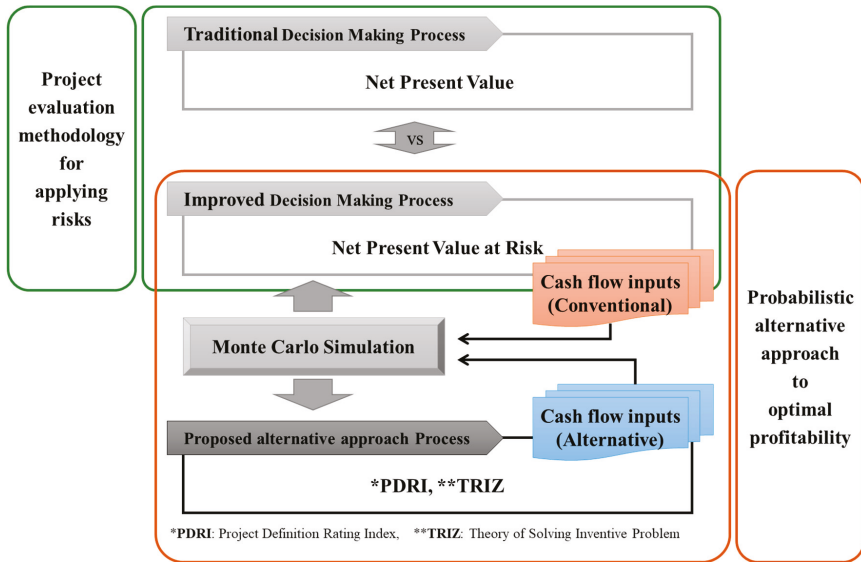 Project
evaluation
methodology
for
applying
risks
Traditional Decision Making Process
Net Present Value
vs
Improved Decision Making Process
Net Present Value at Risk
Cash flow inputs
(Conventional)
Monte Carlo Simulation
Proposed alternative approach Process
Cash flow inputs
(Alternative)
*PDRI, **TRIZ
*PDRI: Project Definition Rating Index,   **TRIZ: Theory of Solving Inventive Problem
Probabilistic
alternative
approach
to
optimal
profitability